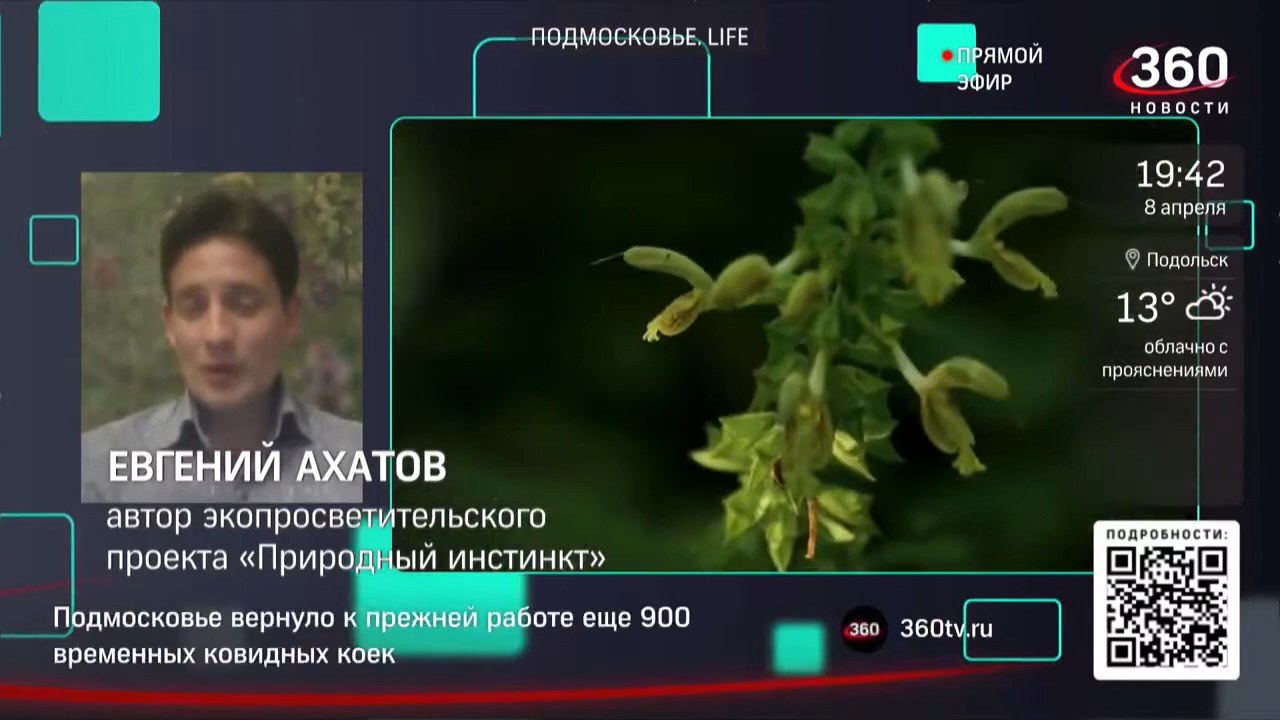 ПОДМОСКОВЬЕ. LIFE
ПРЯМОЙ
ЭФИР
360
НОВОСТИ
19:42
8 апреля
Подольск
13°
облачно с
прояснениями
ЕВГЕНИЙ АХАТОВ
автор экопросветительского
проекта «Природный инстинкт»
ПОДРОБНОСТИ:
Подмосковье вернуло к прежней работе еще 900
временных ковидных коек
360
360tv.ru